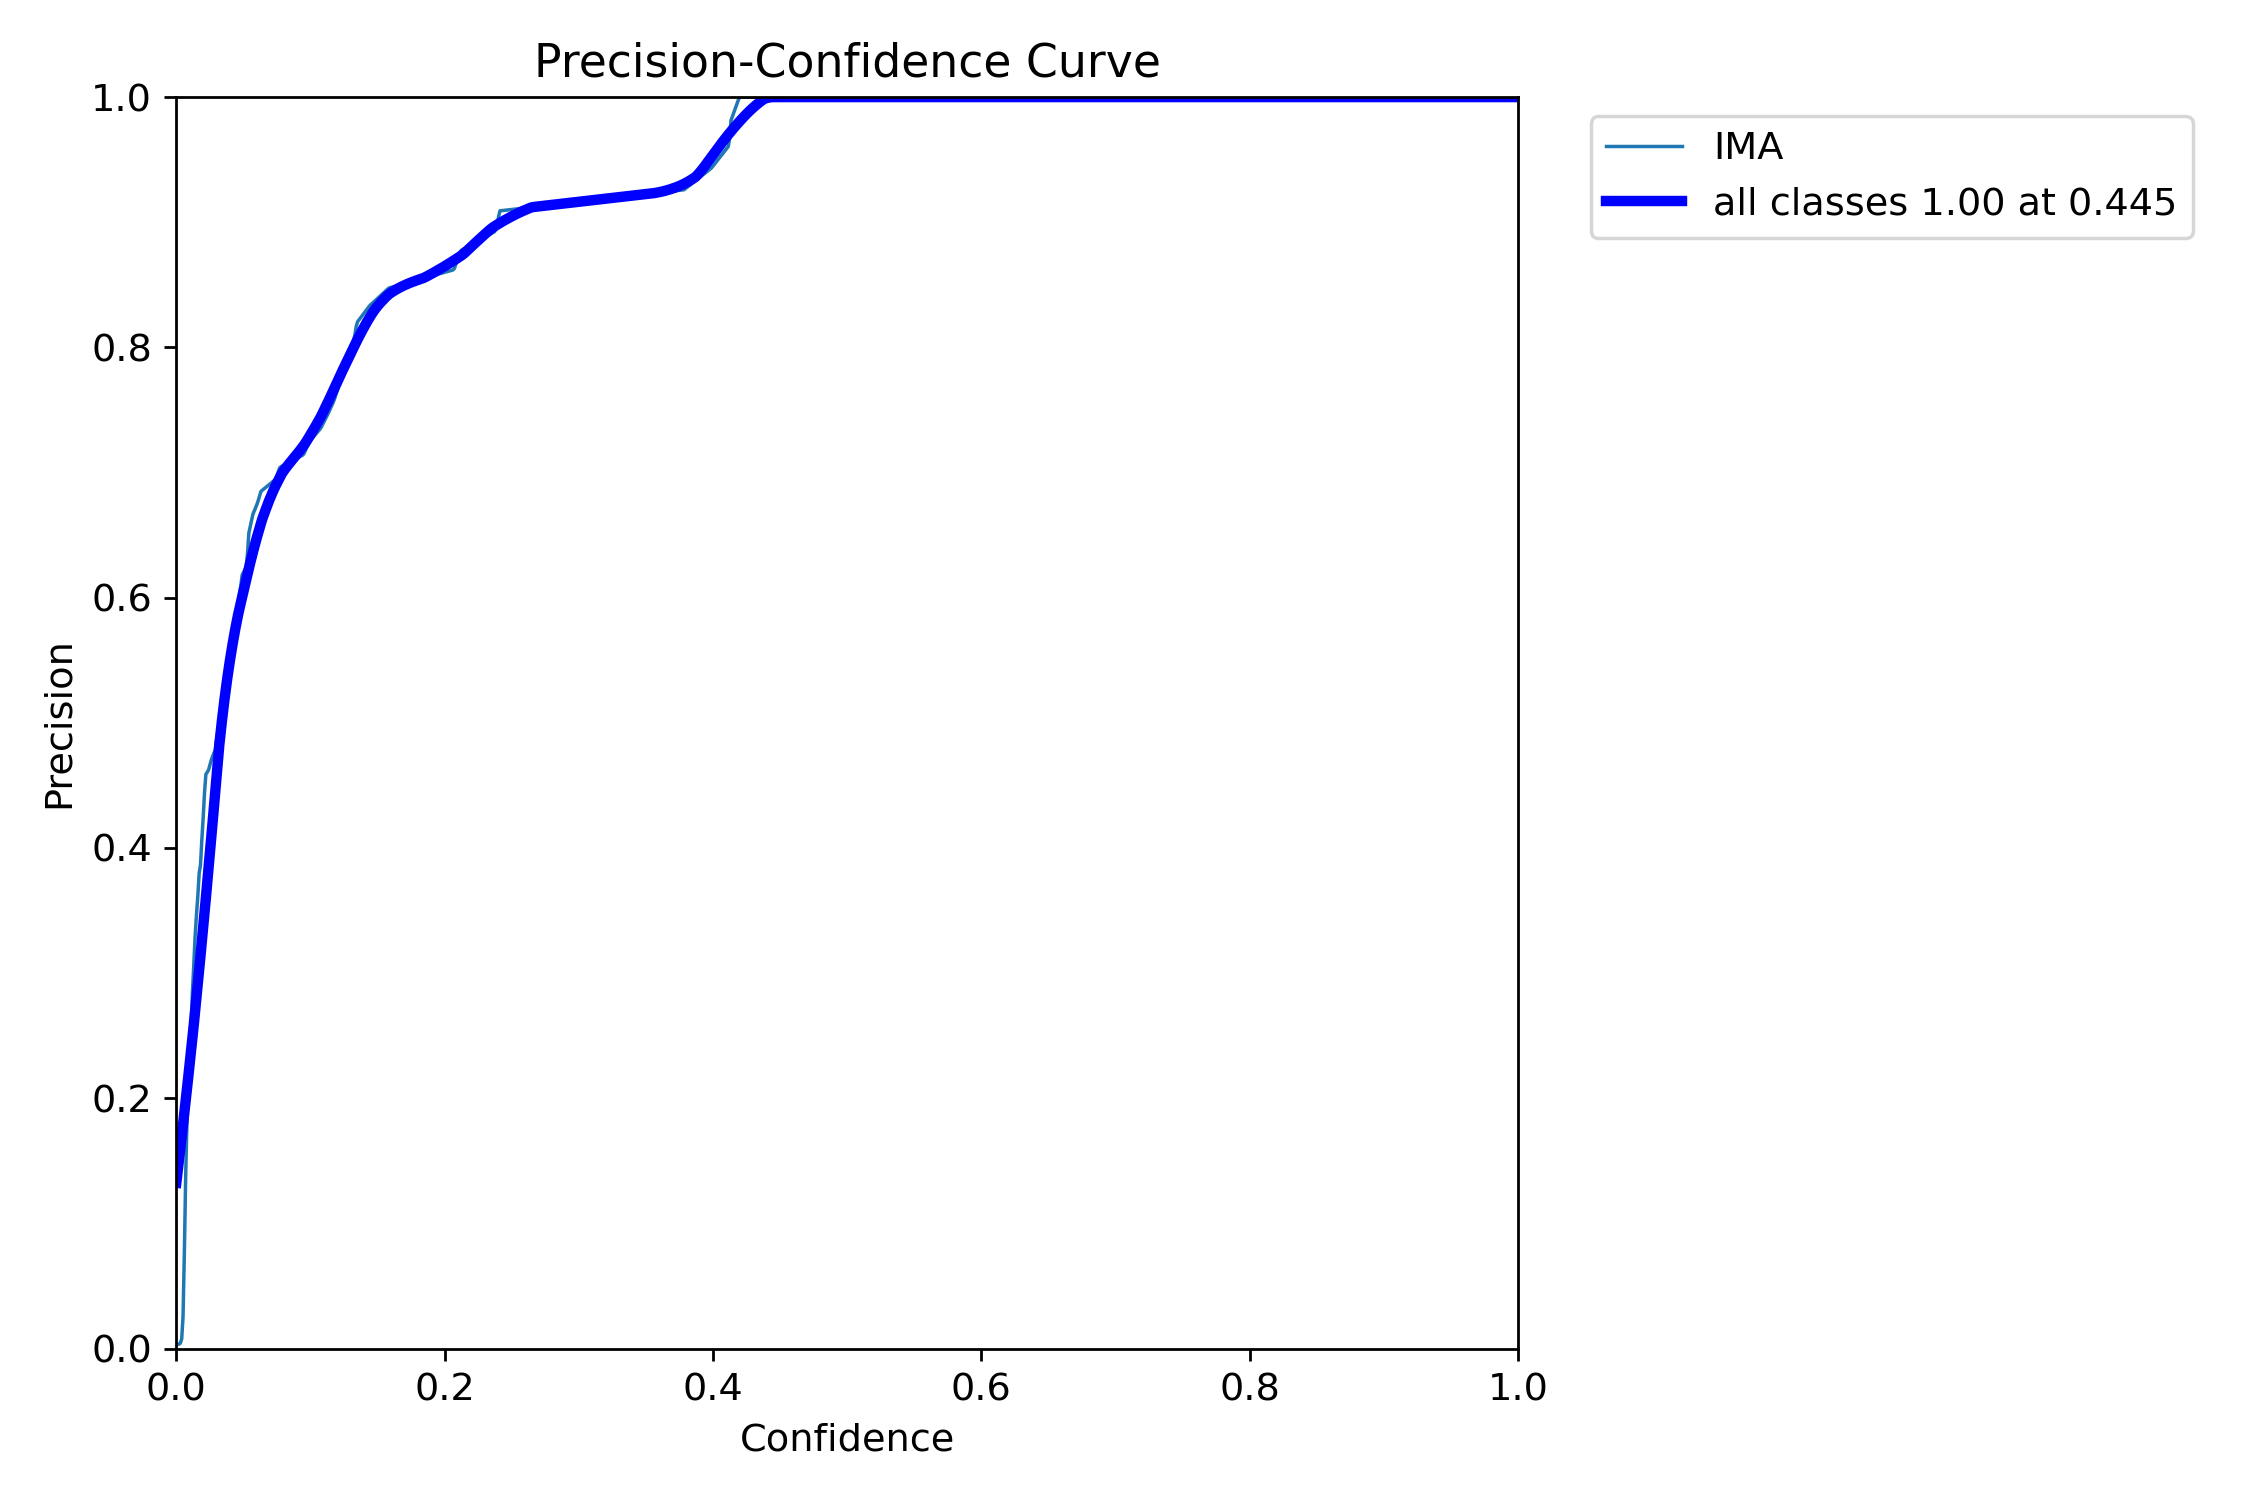 Precision-Confidence Curve
1.0
0.8
0.6
0.4
0.2
0.0
Precision
0.0 0.2 0.4 0.6 0.8 1.0
Confidence
IMA
all classes 1.00 at 0.445